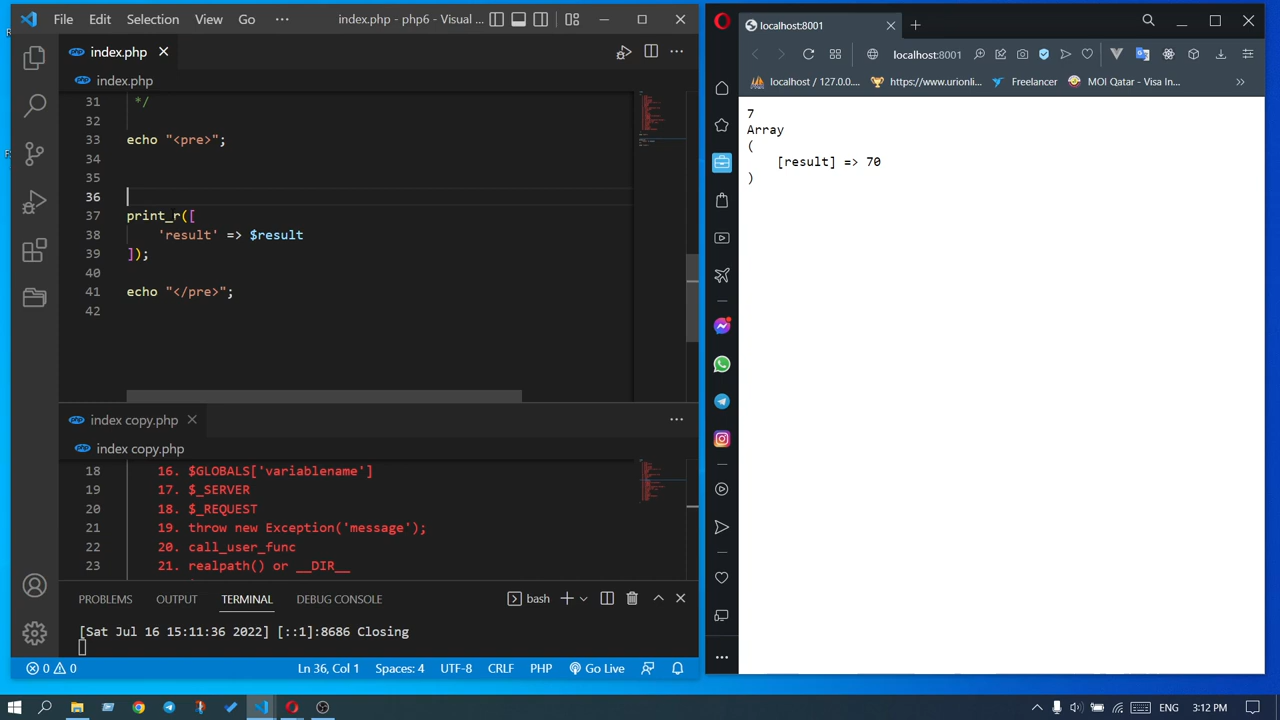 File Edit Selection View Go ··· index.php - php6 - Visual ...
index.php
index.php
31 */
32
33 echo "<pre>";
34
35
36
37 print_r([
38 'result' => $result
39 ]);
40
41 echo "</pre>";
42
index copy.php
index copy.php
18 16. $GLOBALS['variablename']
19 17. $_SERVER
20 18. $_REQUEST
21 19. throw new Exception('message');
22 20. call_user_func
23 21. realpath() or __DIR__
PROBLEMS OUTPUT TERMINAL DEBUG CONSOLE bash
[Sat Jul 16 15:11:36 2022] [::1]:8686 Closing
0 0 Ln 36, Col 1 Spaces: 4 UTF-8 CRLF PHP Go Live
localhost:8001
localhost:8001
localhost / 127.0.0.... https://www.urionlin... Freelancer MOI Qatar - Visa In...
7
Array
(
[result] => 70
)
3:12 PM